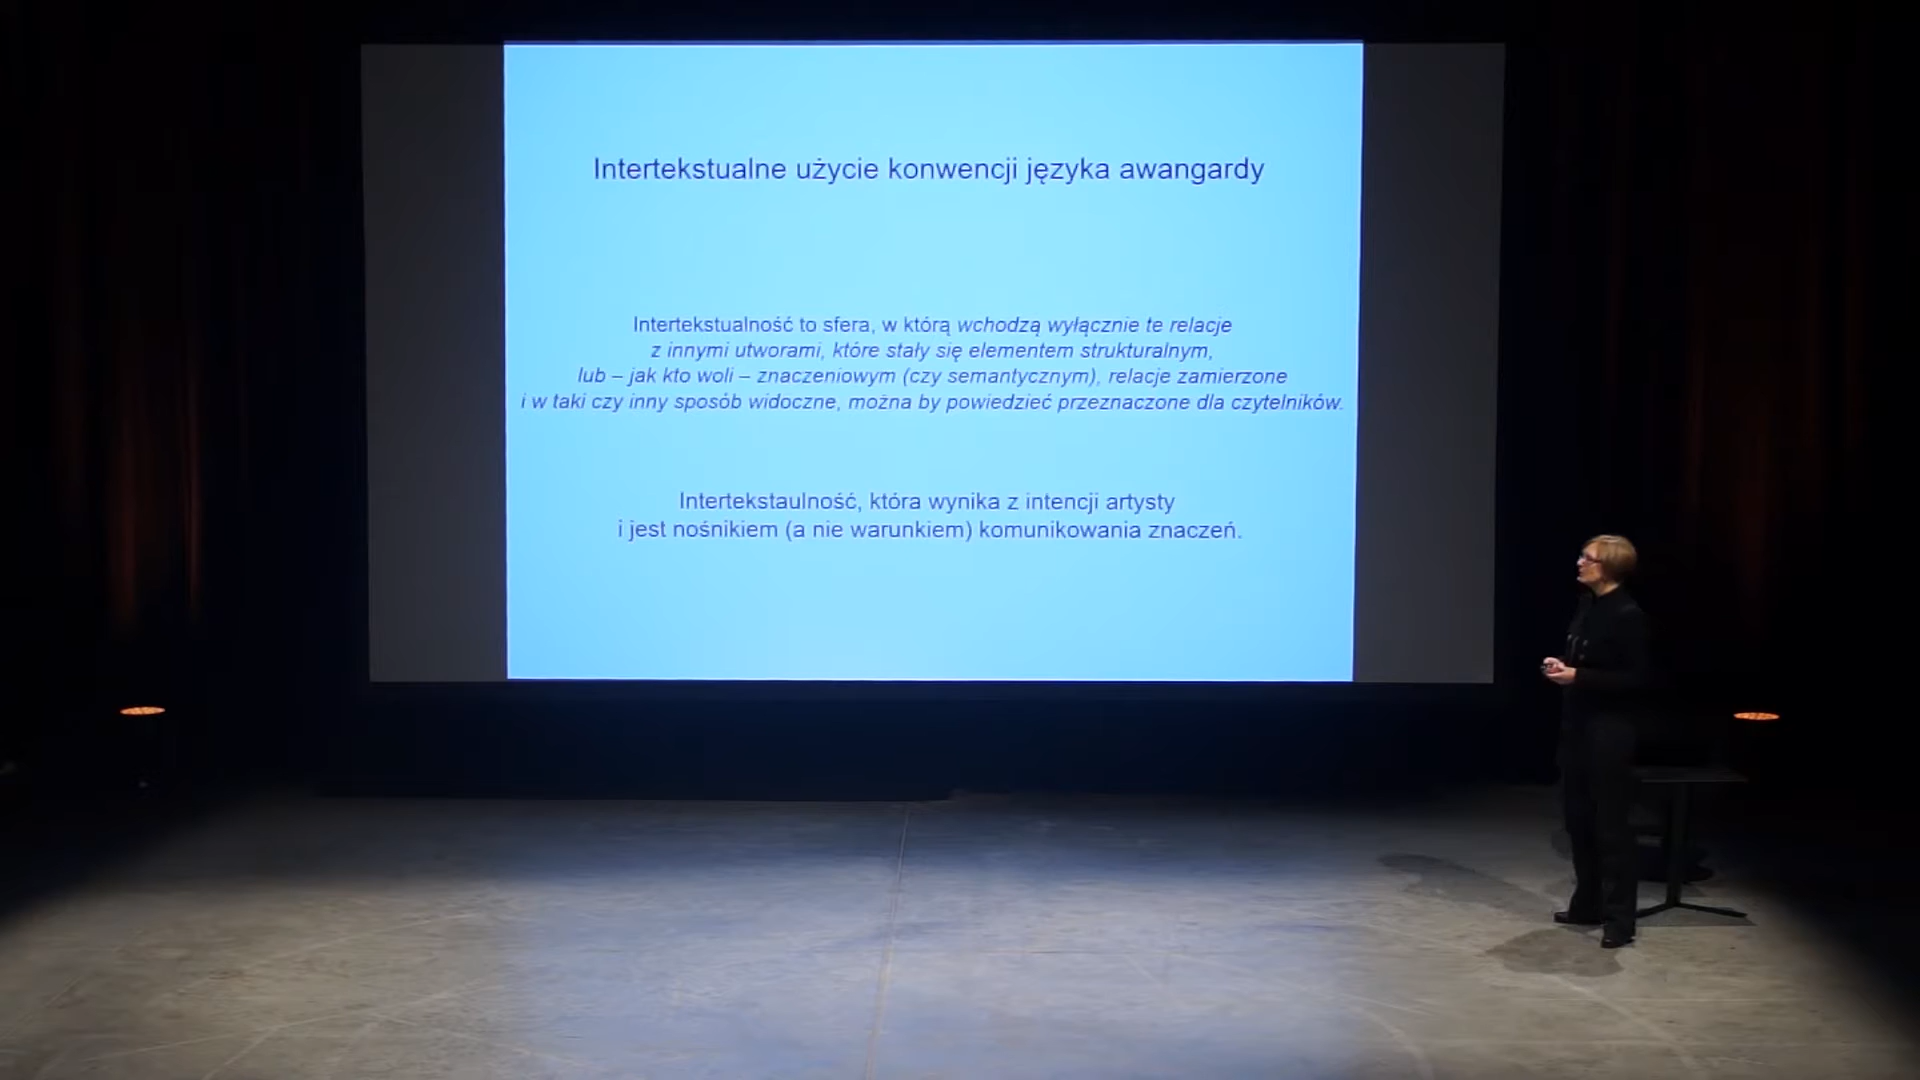 Intertekstualne użycie konwencji języka awangardy
Intertekstualność to sfera, w którą wchodzą wyłącznie te relacje
z innymi utworami, które stały się elementem strukturalnym,
lub – jak kto woli – znaczeniowym (czy semantycznym), relacje zamierzone
i w taki czy inny sposób widoczne, można by powiedzieć przeznaczone dla czytelników.
Intertekstaulność, która wynika z intencji artysty
i jest nośnikiem (a nie warunkiem) komunikowania znaczeń.